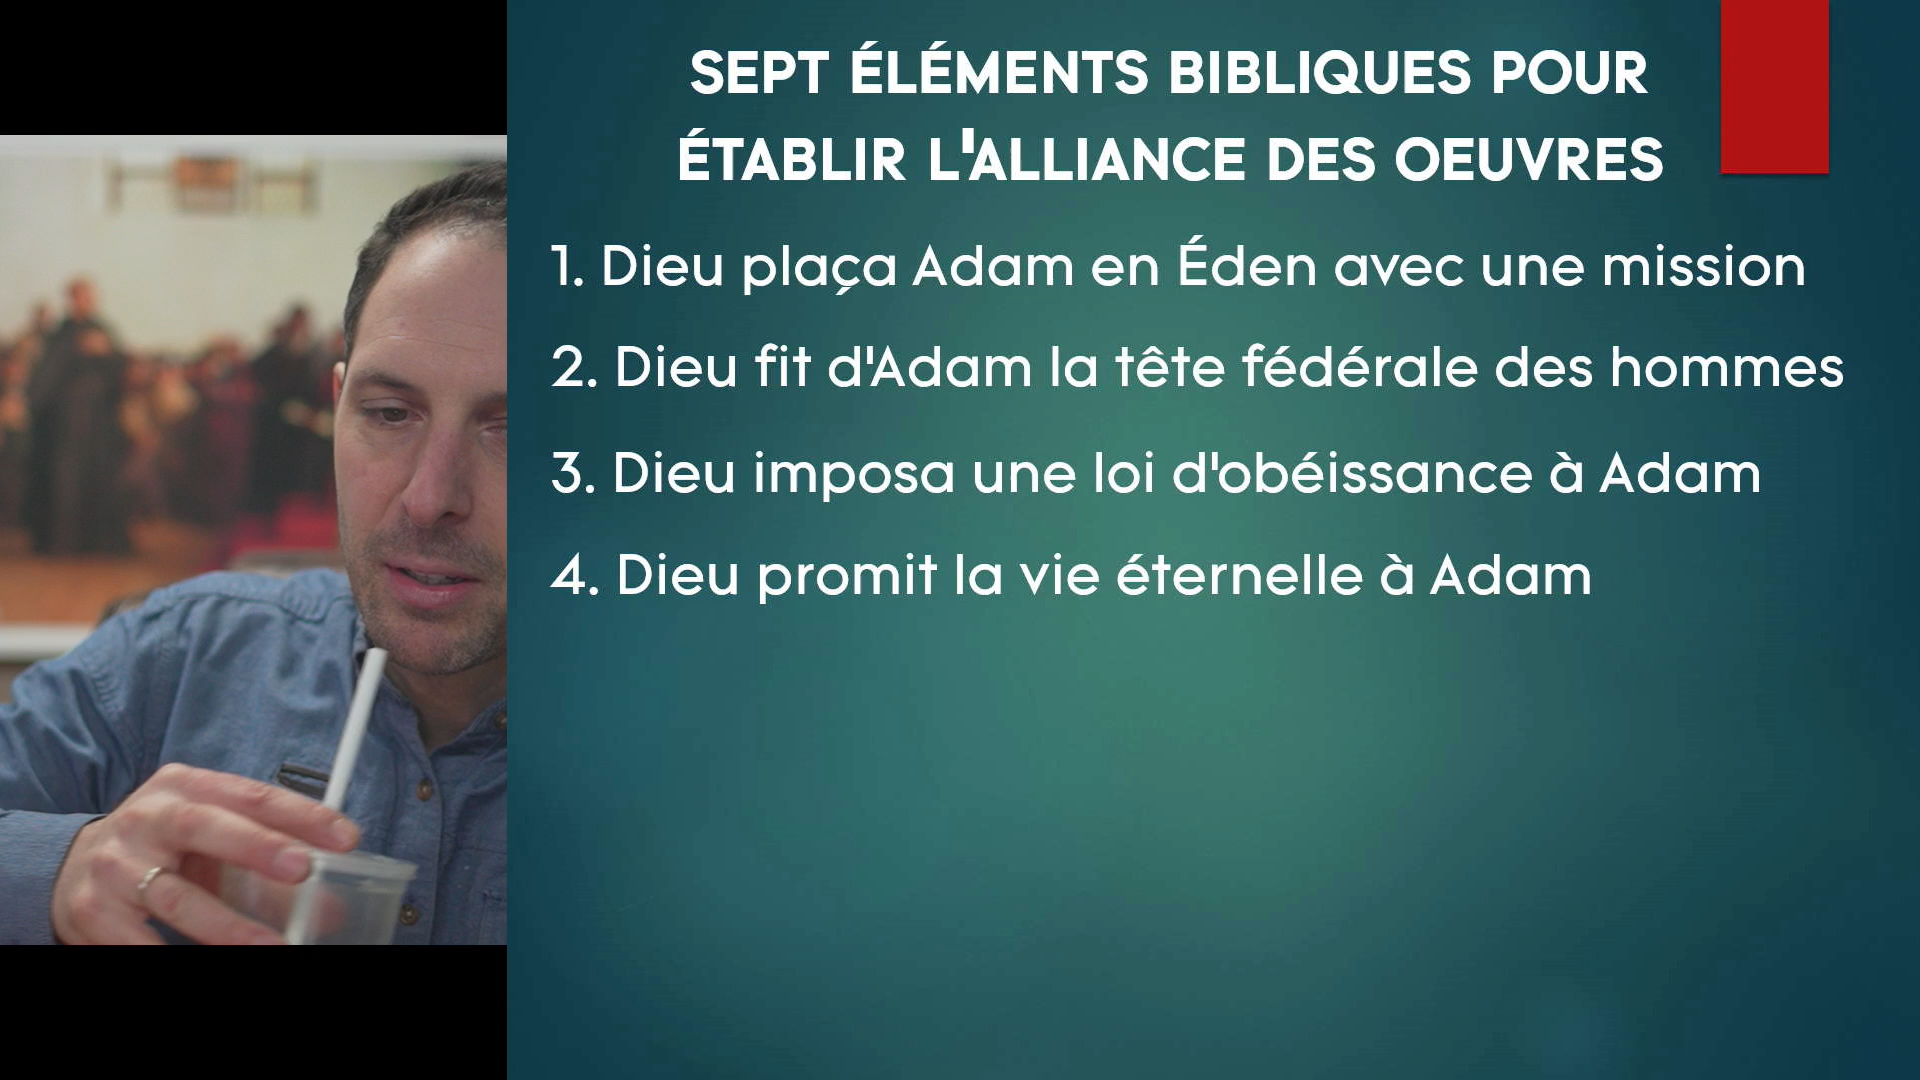 SEPT ÉLÉMENTS BIBLIQUES POUR
ÉTABLIR L'ALLIANCE DES OEUVRES
1. Dieu plaça Adam en Éden avec une mission
2. Dieu fit d'Adam la tête fédérale des hommes
3. Dieu imposa une loi d'obéissance à Adam
4. Dieu promit la vie éternelle à Adam